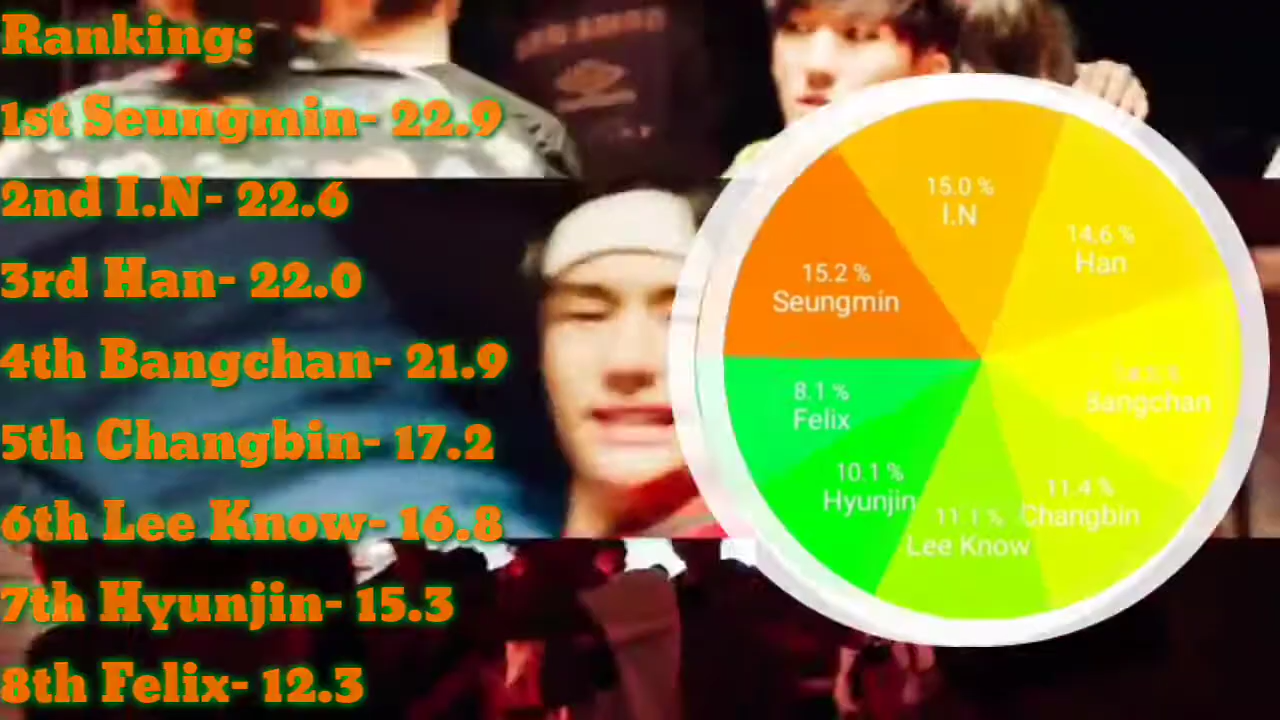 Ranking:
1st Seungmin- 22.9
2nd I.N- 22.6
3rd Han- 22.0
4th Bangchan- 21.9
5th Changbin- 17.2
6th Lee Know- 16.8
7th Hyunjin- 15.3
8th Felix- 12.3
15.0 %
I.N
14.6 %
Han
15.2 %
Seungmin
Bangchan
8.1 %
Felix
10.1 %
Hyunjin
11.4 %
Changbin
11.1 %
Lee Know